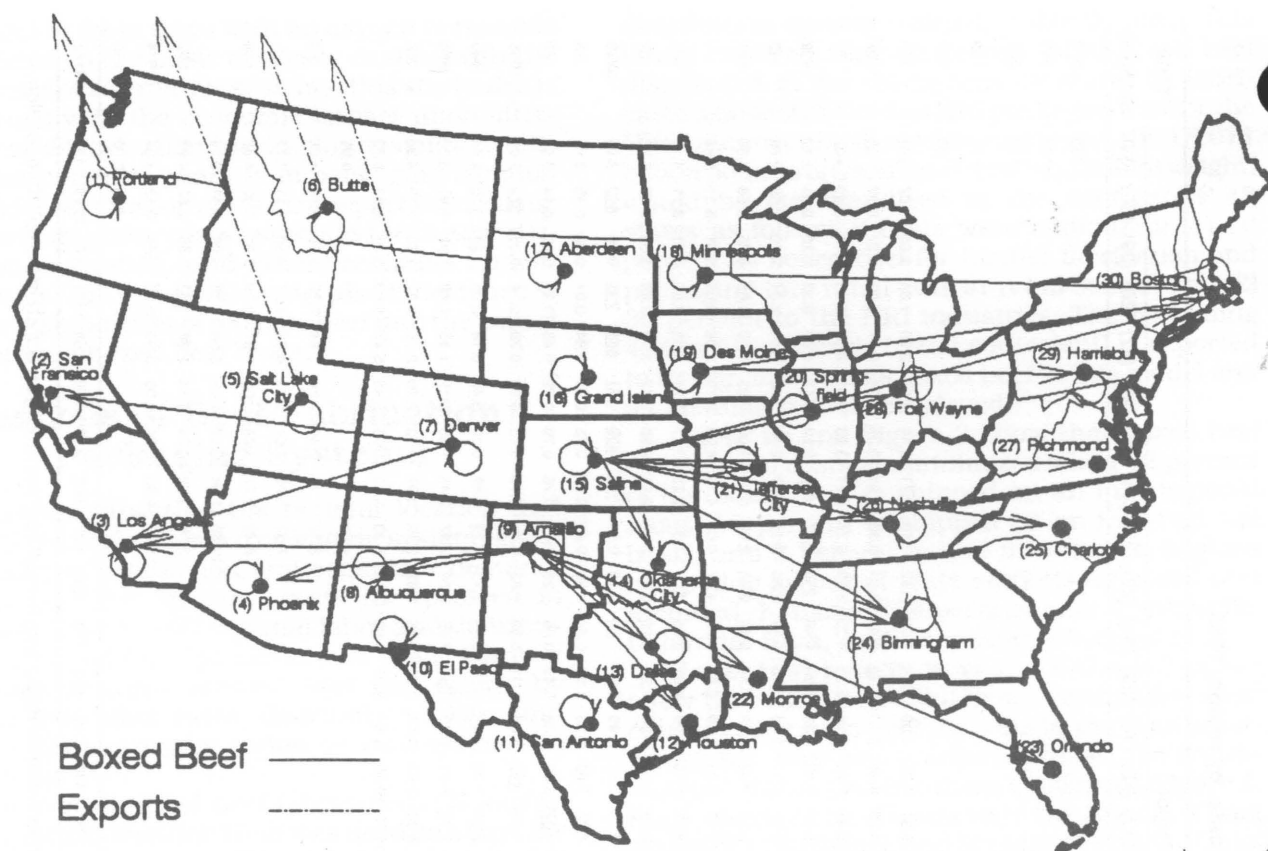 (1) Portland
(6) Butte
(17) Aberdeen
(18) Minneapolis
(30) Boston
(2) San
Fransico
(5) Salt Lake
City
(16) Grand Island
(19) Des Moine
(20) Spring-
field
(29) Harrisburg
(28) Fort Wayne
(7) Denver
(15) Salina
(21) Jefferson
City
(27) Richmond
(3) Los Angeles
(9) Amarillo
(26) Nashville
(25) Charlotte
(4) Phoenix
(8) Albuquerque
(14) Oklahoma
City
(24) Birmingham
(10) El Paso
(13) Dallas
(22) Monroe
(11) San Antonio
(12) Houston
(23) Orlando
Boxed Beef
Exports